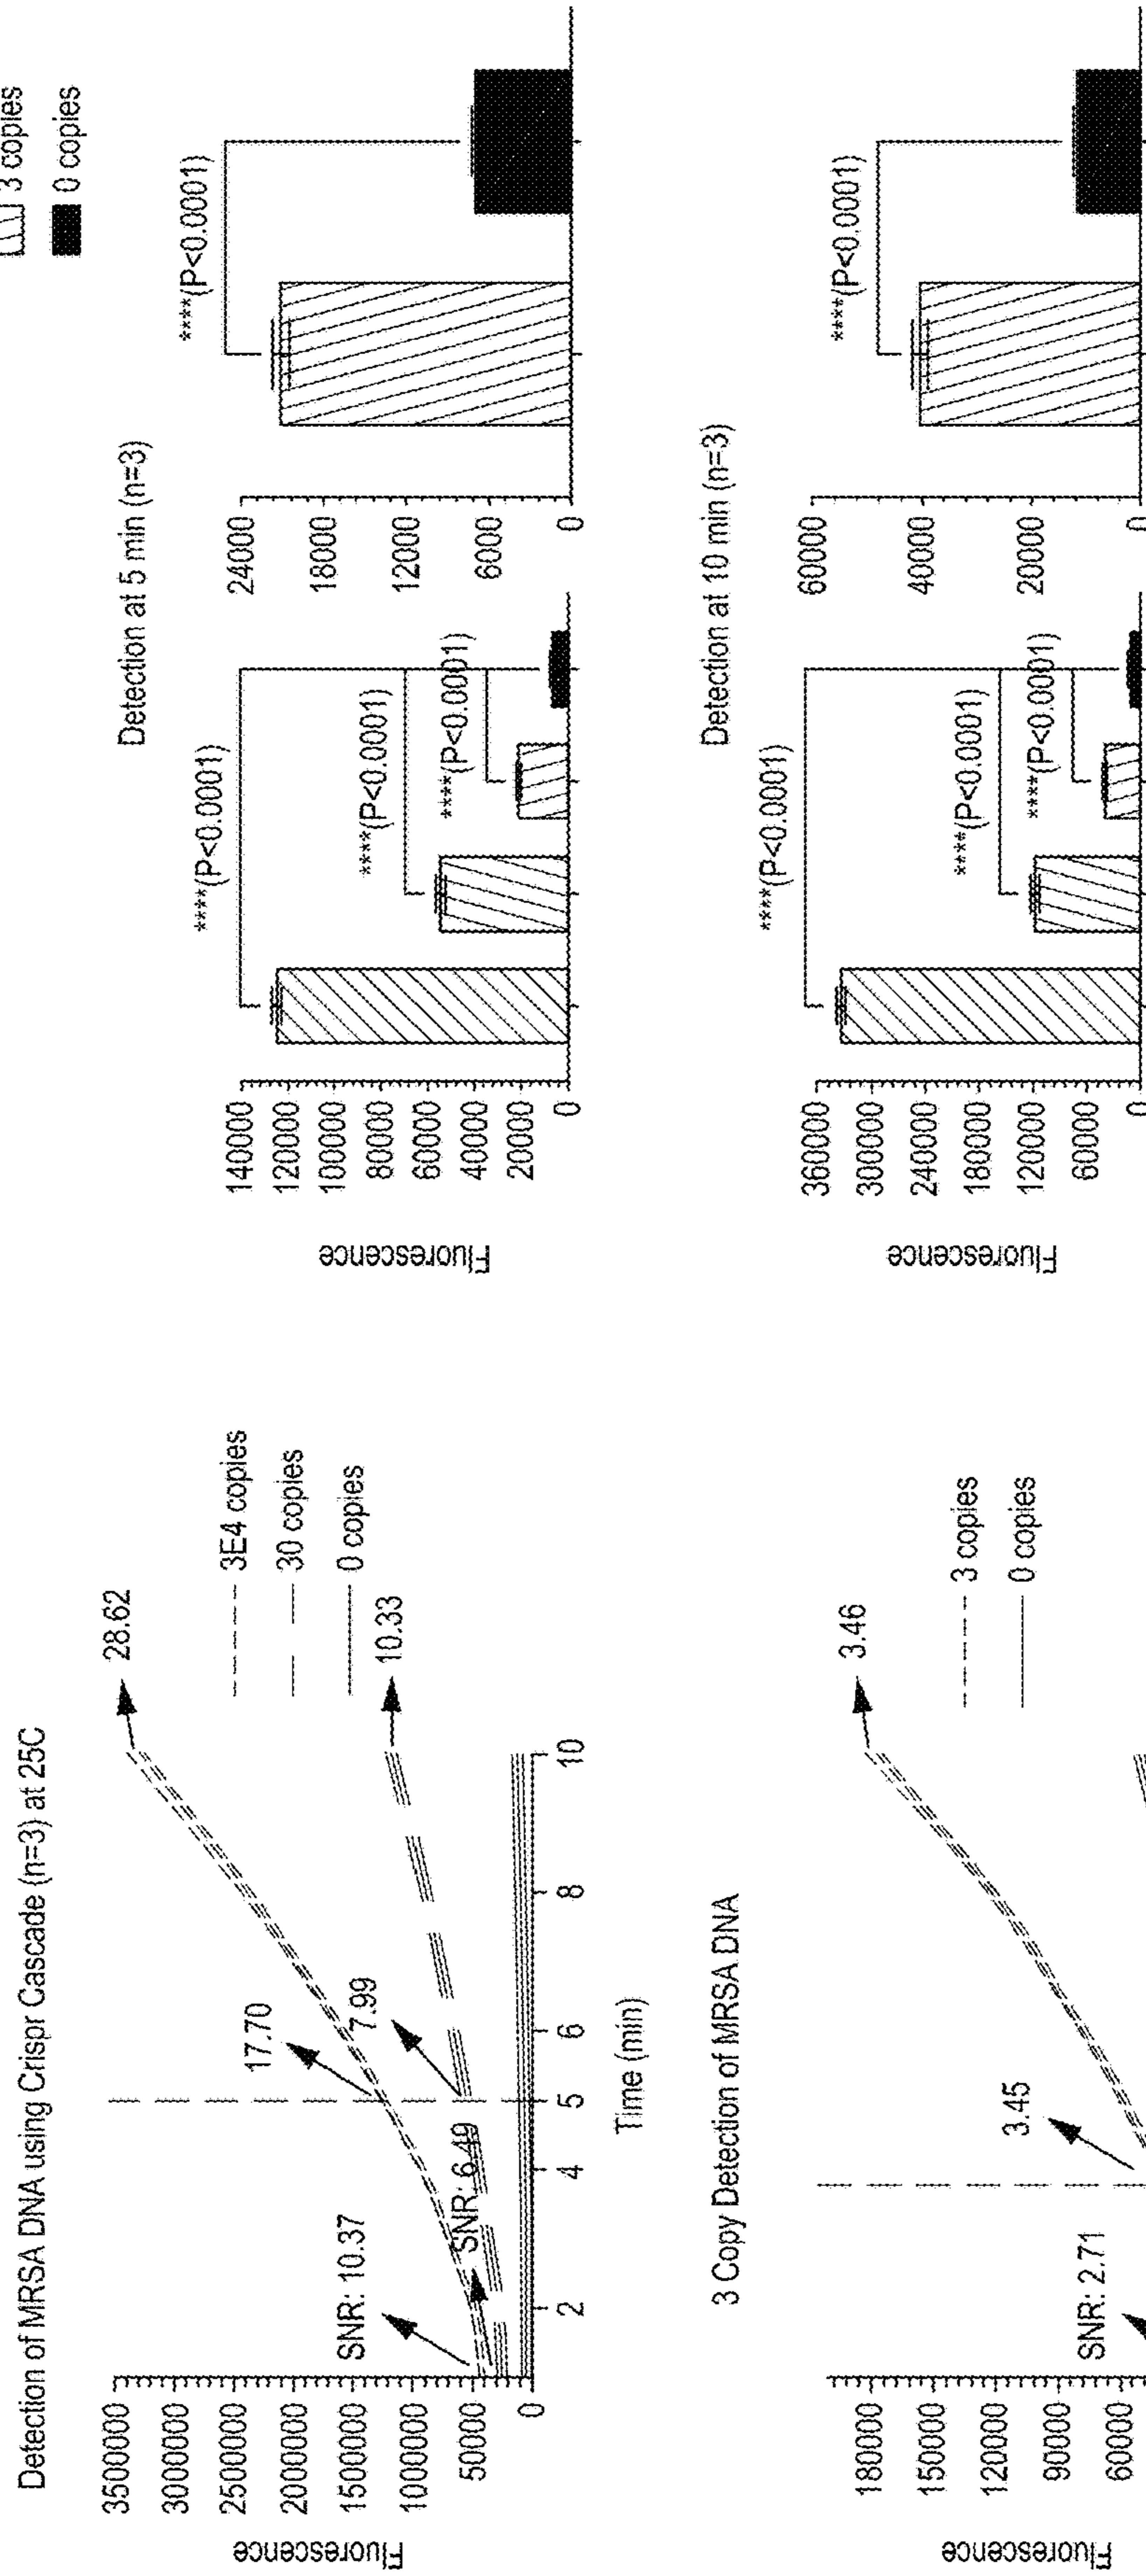 Detection of MRSA DNA using Crispr Cascade (n=3) at 25C
Fluorescence
3500000
3000000
2500000
2000000
1500000
1000000
50000
0
2
4
5
6
8
10
Time (min)
SNR: 10.37
SNR: 6.49
17.70
7.99
28.62
10.33
3E4 copies
30 copies
0 copies
3 Copy Detection of MRSA DNA
Fluorescence
180000
150000
120000
90000
60000
SNR: 2.71
3.45
3.46
3 copies
0 copies
3 copies
0 copies
Detection at 5 min (n=3)
Fluorescence
140000
120000
100000
80000
60000
40000
20000
0
****(P<0.0001)
****(P<0.0001)
****(P<0.0001)
24000
18000
12000
6000
0
****(P<0.0001)
Detection at 10 min (n=3)
Fluorescence
360000
300000
240000
180000
120000
60000
0
****(P<0.0001)
****(P<0.0001)
****(P<0.0001)
60000
40000
20000
0
****(P<0.0001)